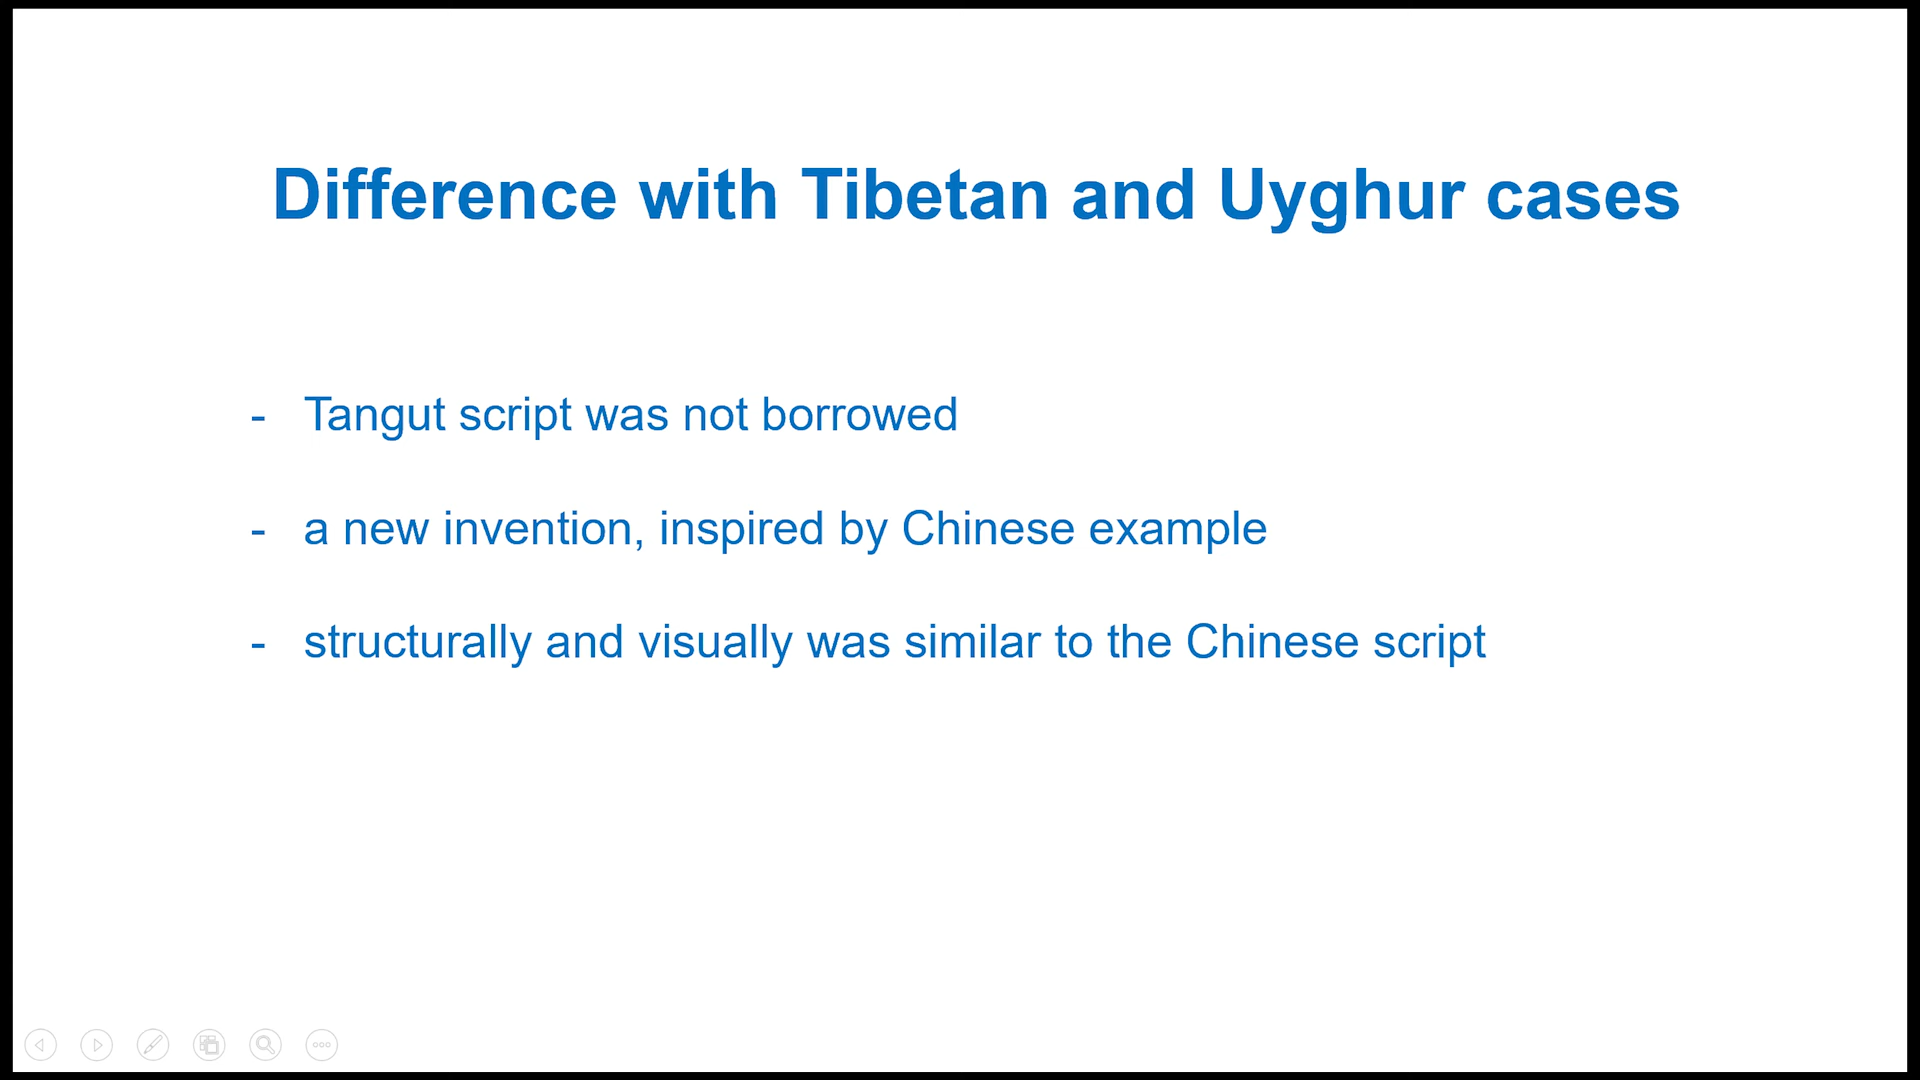 Difference with Tibetan and Uyghur cases
- Tangut script was not borrowed
- a new invention, inspired by Chinese example
- structurally and visually was similar to the Chinese script